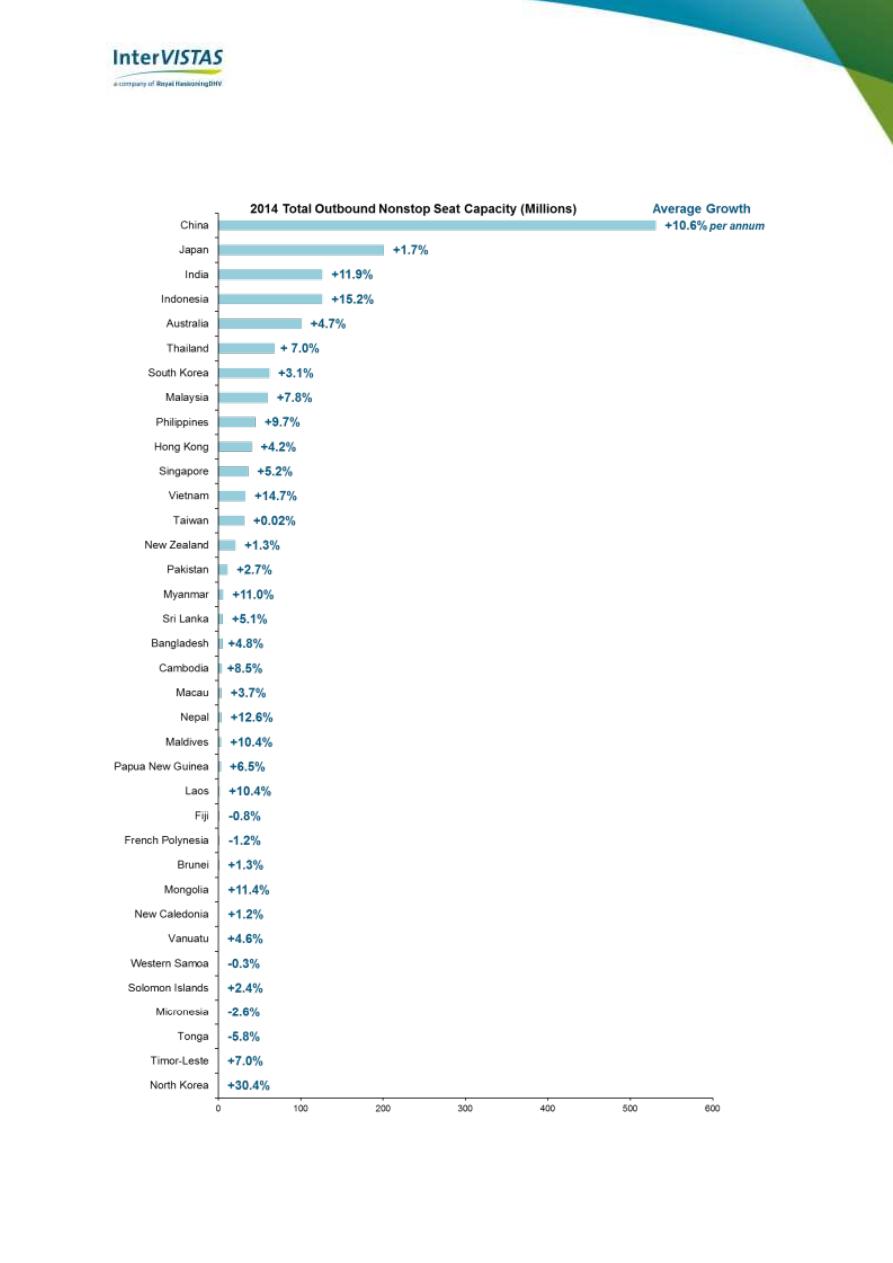 InterVISTAS
a company of Royal HaskoningDHV
2014 Total Outbound Nonstop Seat Capacity (Millions) Average Growth
China +10.6% per annum
Japan +1.7%
India +11.9%
Indonesia +15.2%
Australia +4.7%
Thailand + 7.0%
South Korea +3.1%
Malaysia +7.8%
Philippines +9.7%
Hong Kong +4.2%
Singapore +5.2%
Vietnam +14.7%
Taiwan +0.02%
New Zealand +1.3%
Pakistan +2.7%
Myanmar +11.0%
Sri Lanka +5.1%
Bangladesh +4.8%
Cambodia +8.5%
Macau +3.7%
Nepal +12.6%
Maldives +10.4%
Papua New Guinea +6.5%
Laos +10.4%
Fiji -0.8%
French Polynesia -1.2%
Brunei +1.3%
Mongolia +11.4%
New Caledonia +1.2%
Vanuatu +4.6%
Western Samoa -0.3%
Solomon Islands +2.4%
Micronesia -2.6%
Tonga -5.8%
Timor-Leste +7.0%
North Korea +30.4%
0 100 200 300 400 500 600